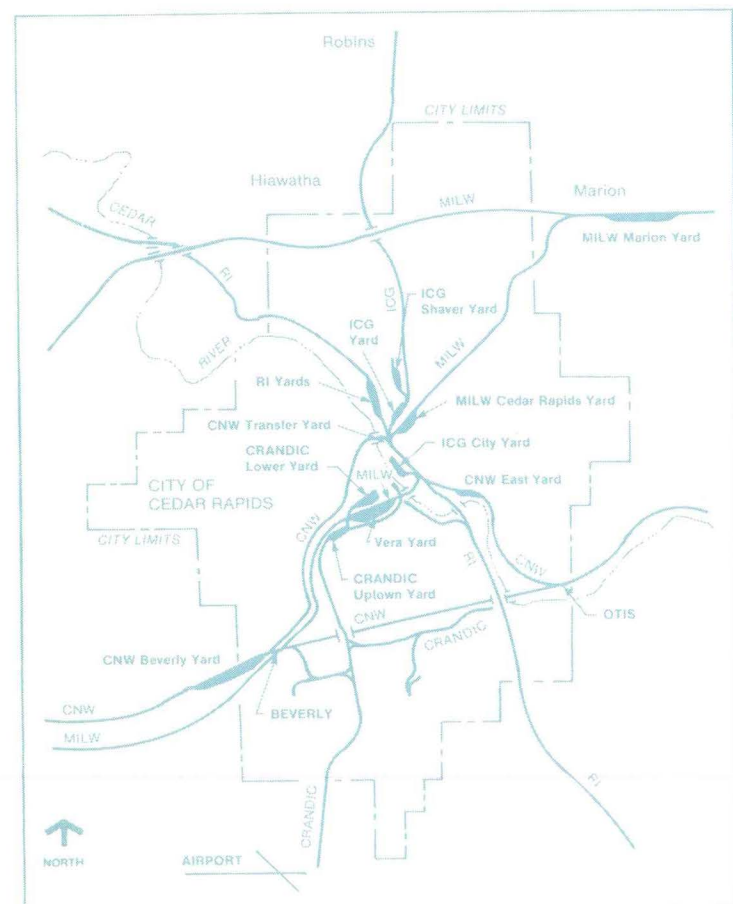 Robins
CITY LIMITS
Hiawatha
Marion
CEDAR
MILW
MILW Marion Yard
RI
ICG
ICG
Shaver Yard
ICG
Yard
RIVER
MILW
RI Yards
MILW Cedar Rapids Yard
CNW Transfer Yard
ICG City Yard
CRANDIC
Lower Yard
MILW
CNW East Yard
CITY OF
CEDAR RAPIDS
CNW
CITY LIMITS
Vera Yard
RI
CNW
CRANDIC
Uptown Yard
CNW
OTIS
CRANDIC
CNW Beverly Yard
BEVERLY
CNW
MILW
RI
CRANDIC
NORTH
AIRPORT